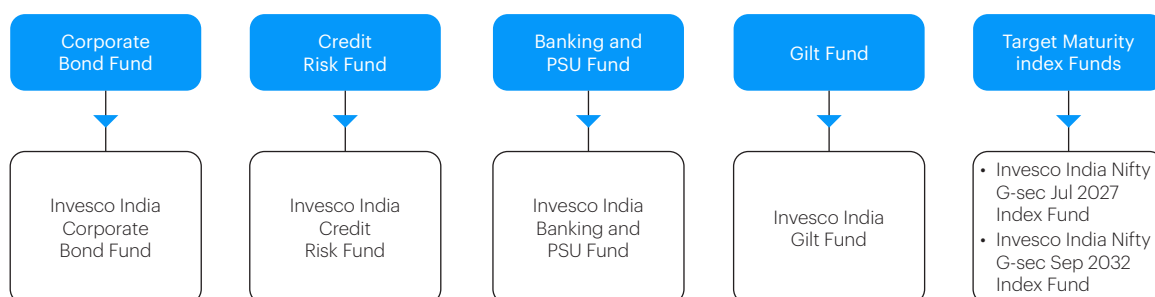 Corporate
Bond Fund
Credit
Risk Fund
Banking and
PSU Fund
Gilt Fund
Target Maturity
index Funds
Invesco India
Corporate
Bond Fund
Invesco India
Credit
Risk Fund
Invesco India
Banking and
PSU Fund
Invesco India
Gilt Fund
• Invesco India Nifty
G-sec Jul 2027
Index Fund
• Invesco India Nifty
G-sec Sep 2032
Index Fund